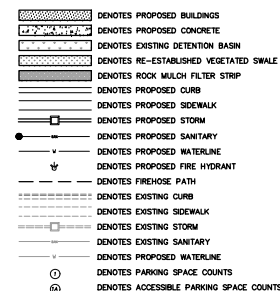 DENOTES PROPOSED BUILDINGS
DENOTES PROPOSED CONCRETE
DENOTES EXISTING DETENTION BASIN
DENOTES RE-ESTABLISHED VEGETATED SWALE
DENOTES ROCK MULCH FILTER STRIP
DENOTES PROPOSED CURB
DENOTES PROPOSED SIDEWALK
DENOTES PROPOSED STORM
DENOTES PROPOSED SANITARY
W DENOTES PROPOSED WATERLINE
DENOTES PROPOSED FIRE HYDRANT
DENOTES FIREHOSE PATH
DENOTES EXISTING CURB
DENOTES EXISTING SIDEWALK
DENOTES EXISTING STORM
DENOTES EXISTING SANITARY
W DENOTES PROPOSED WATERLINE
DENOTES PARKING SPACE COUNTS
DENOTES ACCESSIBLE PARKING SPACE COUNTS